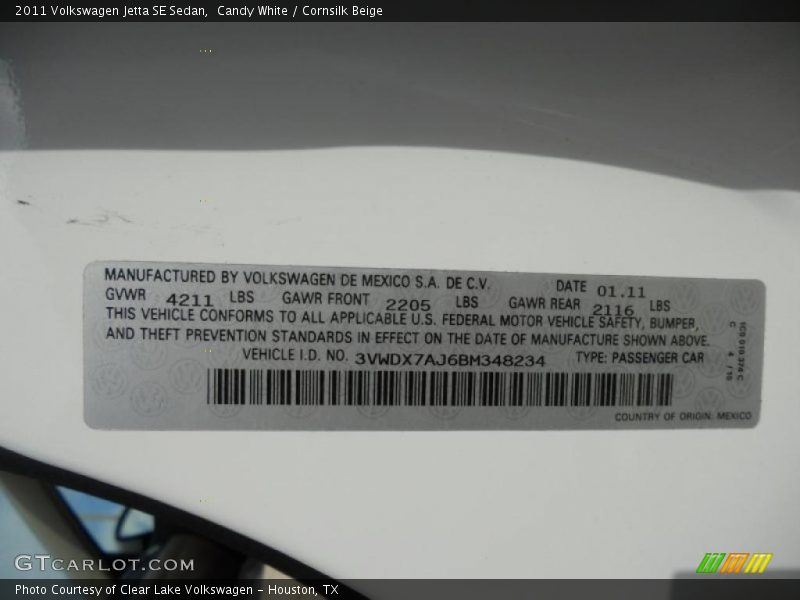 2011 Volkswagen Jetta SE Sedan,  Candy White / Cornsilk Beige
MANUFACTURED BY VOLKSWAGEN DE MEXICO S.A. DE C.V. DATE 01.11
GVWR 4211 LBS GAWR FRONT 2205 LBS GAWR REAR 2116 LBS
THIS VEHICLE CONFORMS TO ALL APPLICABLE U.S. FEDERAL MOTOR VEHICLE SAFETY, BUMPER,
AND THEFT PREVENTION STANDARDS IN EFFECT ON THE DATE OF MANUFACTURE SHOWN ABOVE.
VEHICLE I.D. NO. 3VWDX7AJ6BM348234 TYPE: PASSENGER CAR
COUNTRY OF ORIGIN: MEXICO
GTCARLOT.COM
Photo Courtesy of Clear Lake Volkswagen - Houston, TX